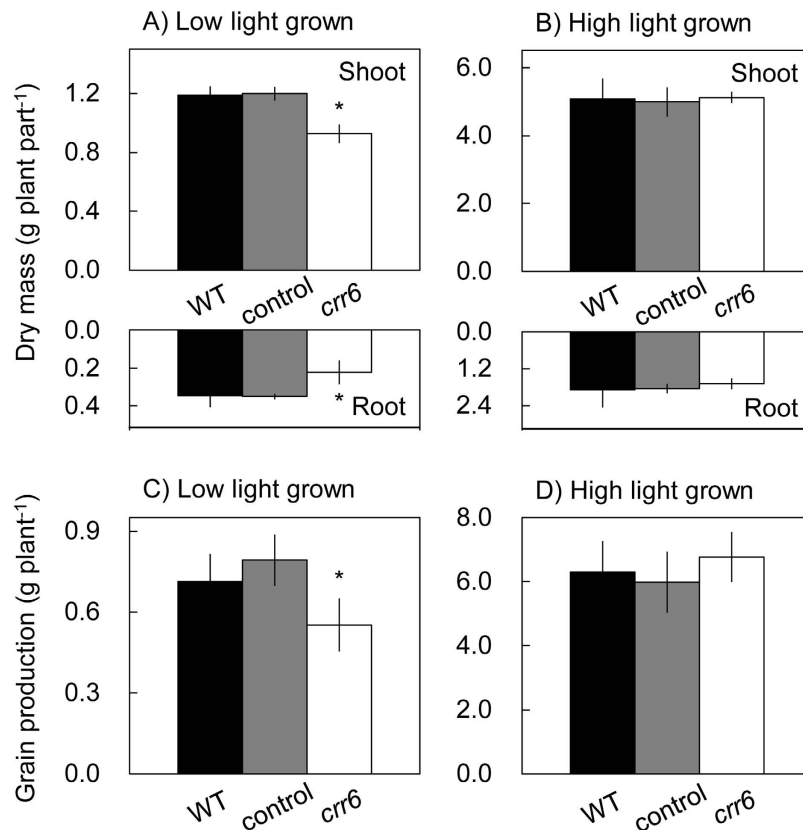 A) Low light grown
Shoot
1.2
0.8
0.4
0.0
*
WT
control
crr6
0.0
0.2
0.4
*
Root
Dry mass (g plant part⁻¹)
B) High light grown
Shoot
6.0
4.0
2.0
0.0
WT
control
crr6
0.0
1.2
2.4
Root
C) Low light grown
0.9
0.6
0.3
0.0
*
WT
control
crr6
Grain production (g plant⁻¹)
D) High light grown
8.0
6.0
4.0
2.0
0.0
WT
control
crr6